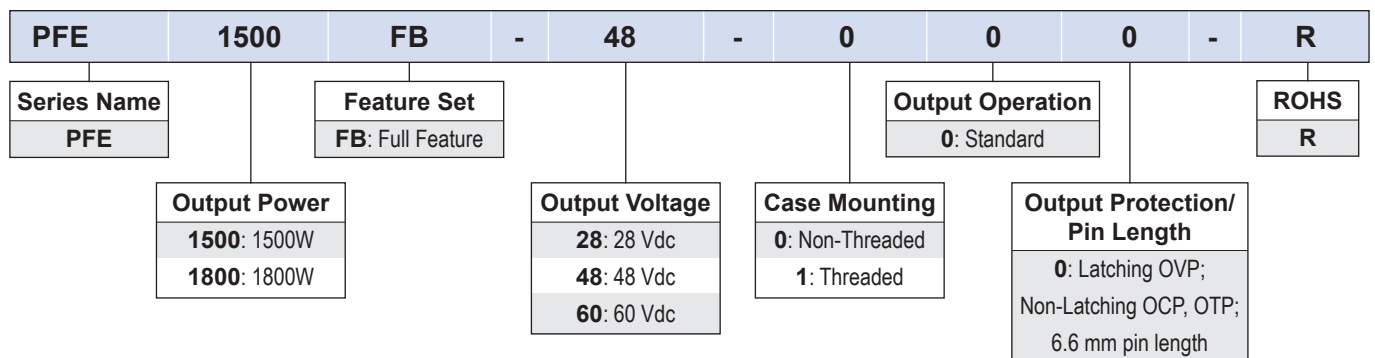 PFE 1500 FB - 48 - 0 0 0 - R
Series Name
PFE
Feature Set
FB: Full Feature
Output Operation
0: Standard
ROHS
R
Output Power
1500: 1500W
1800: 1800W
Output Voltage
28: 28 Vdc
48: 48 Vdc
60: 60 Vdc
Case Mounting
0: Non-Threaded
1: Threaded
Output Protection/
Pin Length
0: Latching OVP;
Non-Latching OCP, OTP;
6.6 mm pin length